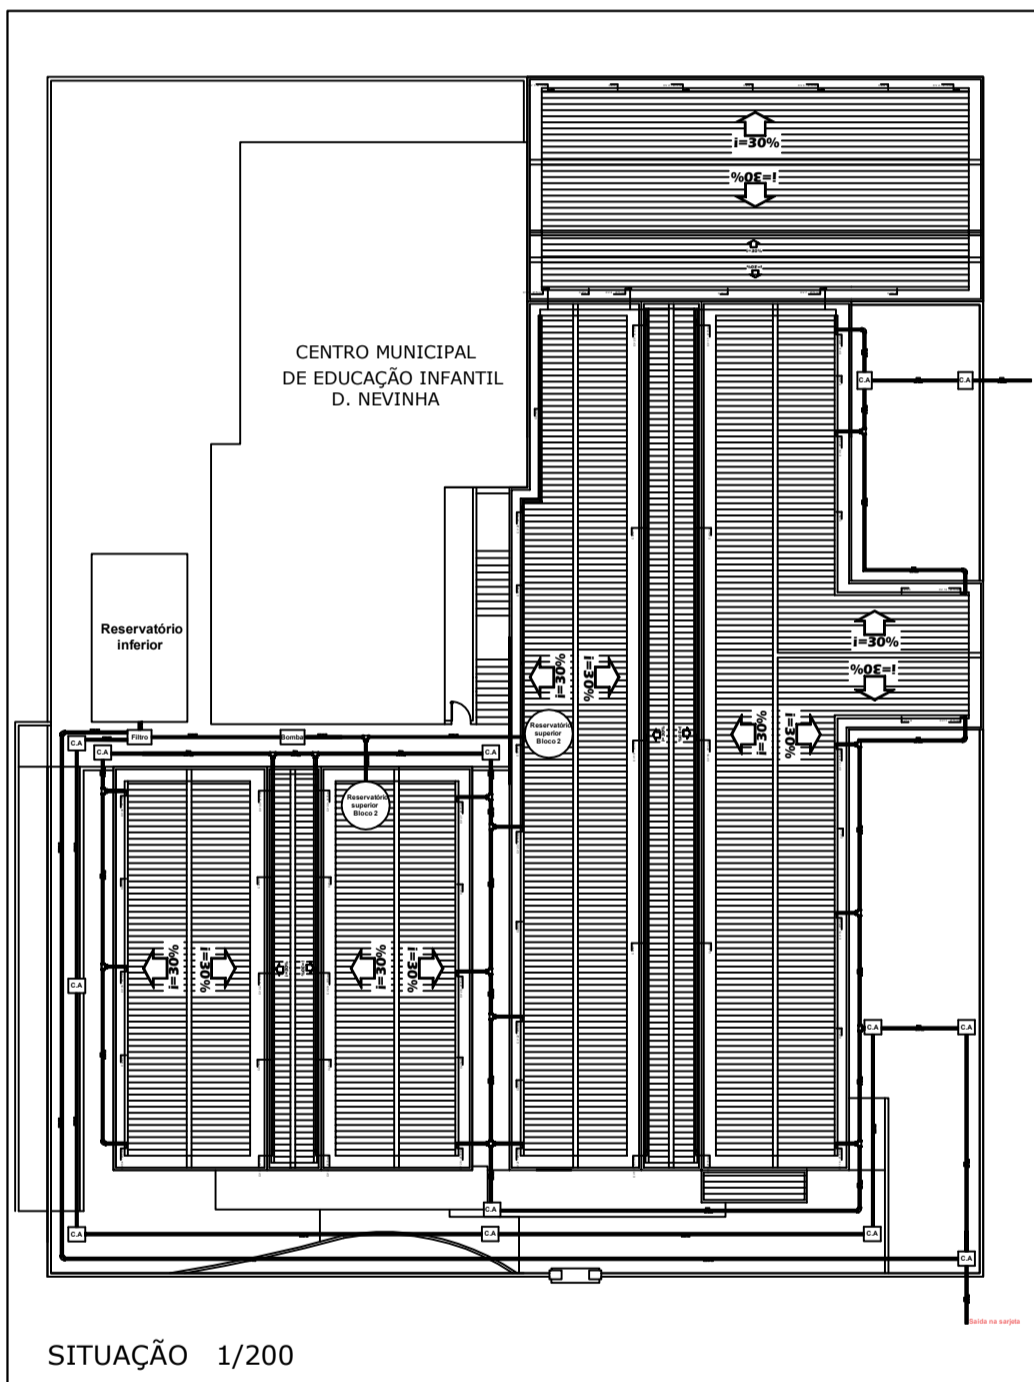 i=30%
i=30%
CENTRO MUNICIPAL
DE EDUCAÇÃO INFANTIL
D. NEVINHA
C.A
C.A
Reservatório
inferior
i=30%
i=30%
i=30%
i=30%
Reservatório
superior
Bloco 2
i=30%
i=30%
Filtro
Bomba
C.A
C.A
C.A
Reservatório
superior
Bloco 2
i=30%
i=30%
i=30%
i=30%
C.A
C.A
C.A
C.A
C.A
C.A
C.A
C.A
Saída na sarjeta
SITUAÇÃO 1/200